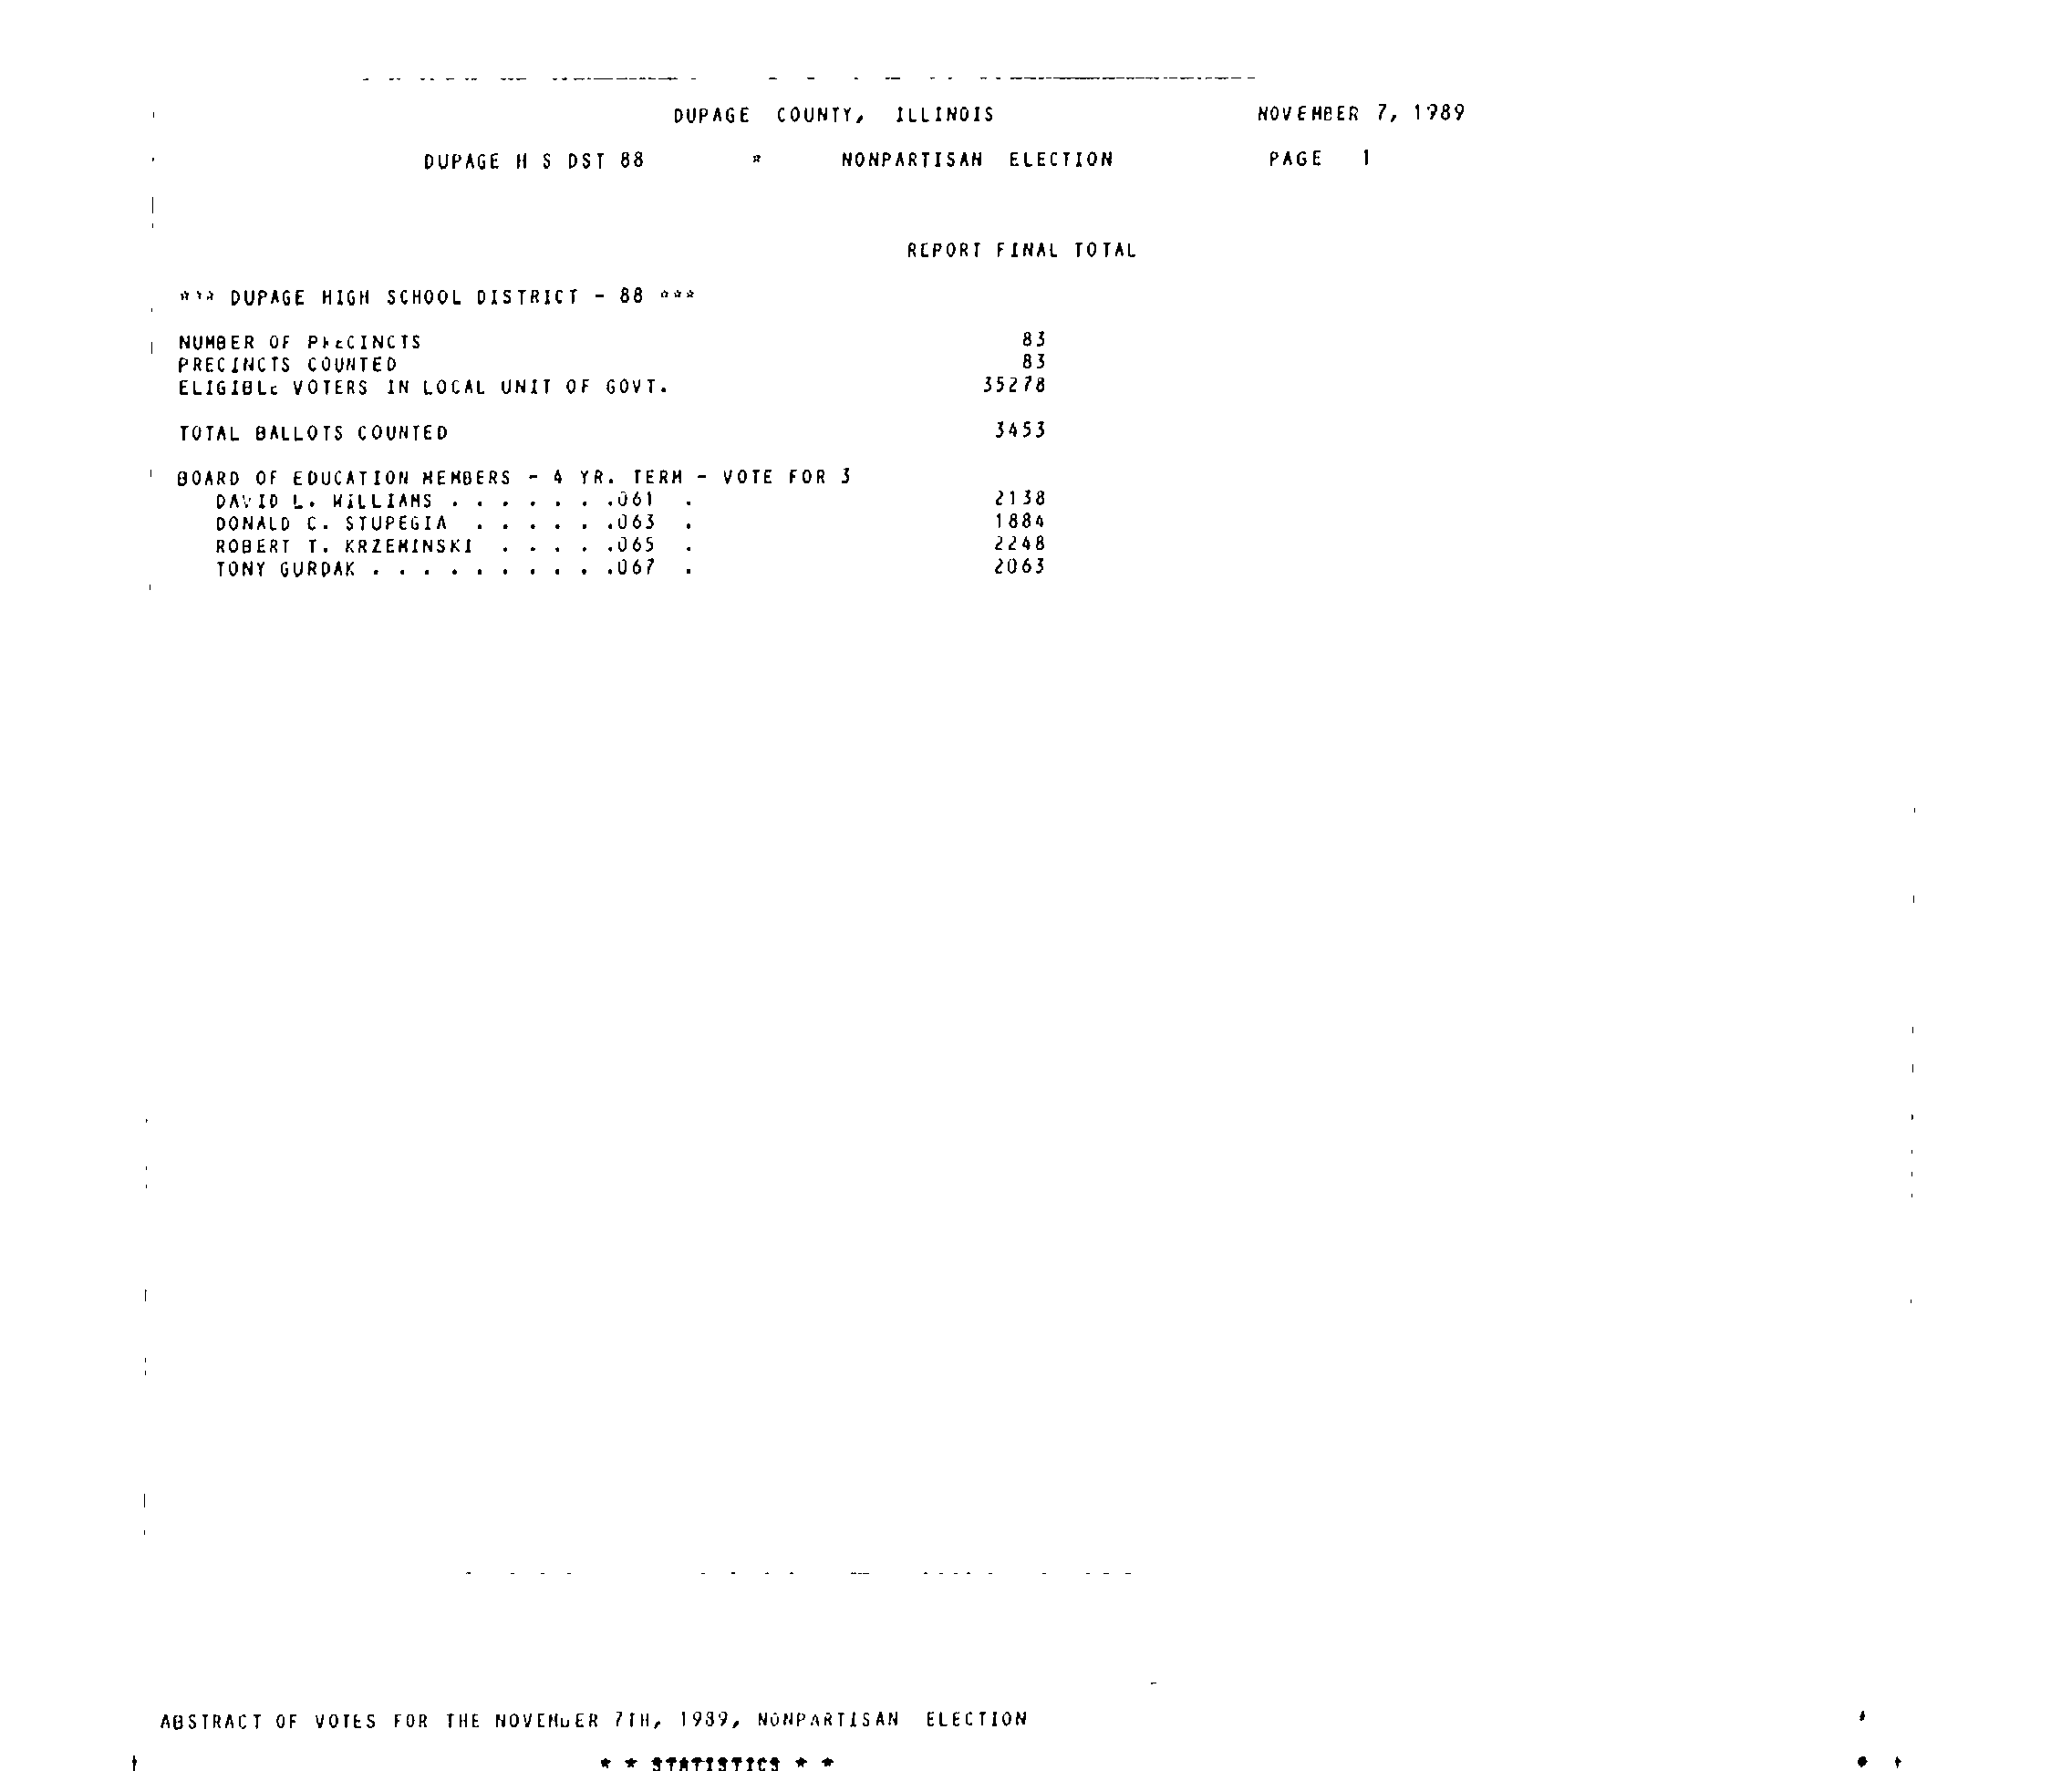 DUPAGE COUNTY, ILLINOIS NOVEMBER 7, 1989
DUPAGE H S DST 88 * NONPARTISAN ELECTION PAGE 1
REPORT FINAL TOTAL
*** DUPAGE HIGH SCHOOL DISTRICT - 88 ***
NUMBER OF PRECINCTS 83
PRECINCTS COUNTED 83
ELIGIBLE VOTERS IN LOCAL UNIT OF GOVT. 35278
TOTAL BALLOTS COUNTED 3453
BOARD OF EDUCATION MEMBERS - 4 YR. TERM - VOTE FOR 3
DAVID L. WILLIAMS . . . . . . .061 . 2138
DONALD C. STUPEGIA . . . . . .063 . 1884
ROBERT T. KRZEMINSKI . . . . .065 . 2248
TONY GURDAK . . . . . . . . . .067 . 2063
ABSTRACT OF VOTES FOR THE NOVEMBER 7TH, 1989, NONPARTISAN ELECTION
* * STATISTICS * *